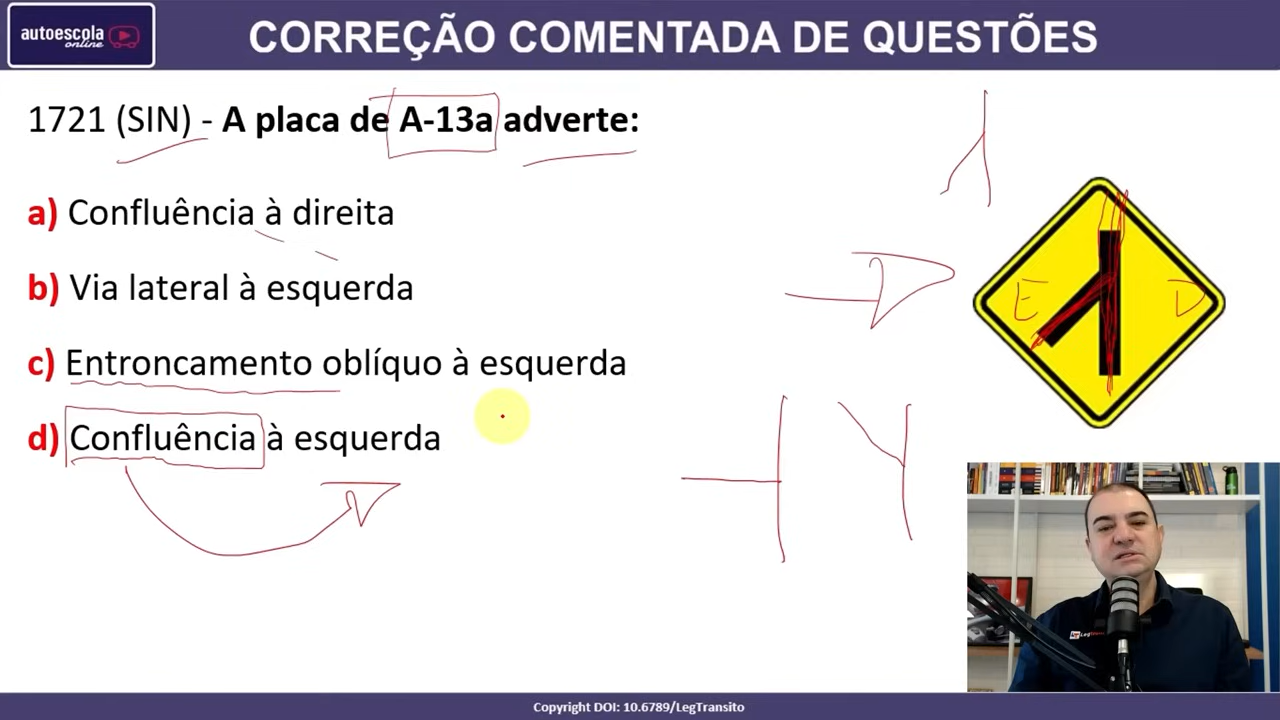 autoescola
online
CORREÇÃO COMENTADA DE QUESTÕES
1721 (SIN) - A placa de A-13a adverte:
a) Confluência à direita
b) Via lateral à esquerda
c) Entroncamento oblíquo à esquerda
d) Confluência à esquerda
E D
Copyright DOI: 10.6789/LegTransito